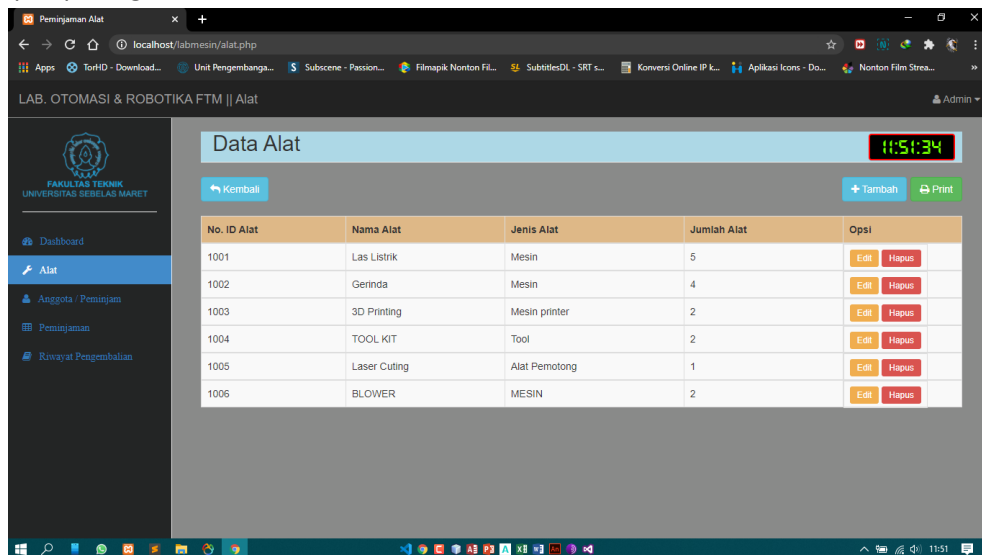 Peminjaman Alat
localhost/labmesin/alat.php
Apps TorHD - Download... Unit Pengembanga... Subscene - Passion... Filmapik Nonton Fil... SubtitlesDL - SRT s... Konversi Online IP k... Aplikasi Icons - Do... Nonton Film Strea... »
LAB. OTOMASI & ROBOTIKA FTM || Alat Admin
FAKULTAS TEKNIK
UNIVERSITAS SEBELAS MARET
Dashboard
Alat
Anggota / Peminjam
Peminjaman
Riwayat Pengembalian
Data Alat 11:51:34
Kembali + Tambah Print
No. ID Alat Nama Alat Jenis Alat Jumlah Alat Opsi
1001 Las Listrik Mesin 5 Edit Hapus
1002 Gerinda Mesin 4 Edit Hapus
1003 3D Printing Mesin printer 2 Edit Hapus
1004 TOOL KIT Tool 2 Edit Hapus
1005 Laser Cuting Alat Pemotong 1 Edit Hapus
1006 BLOWER MESIN 2 Edit Hapus
11:51